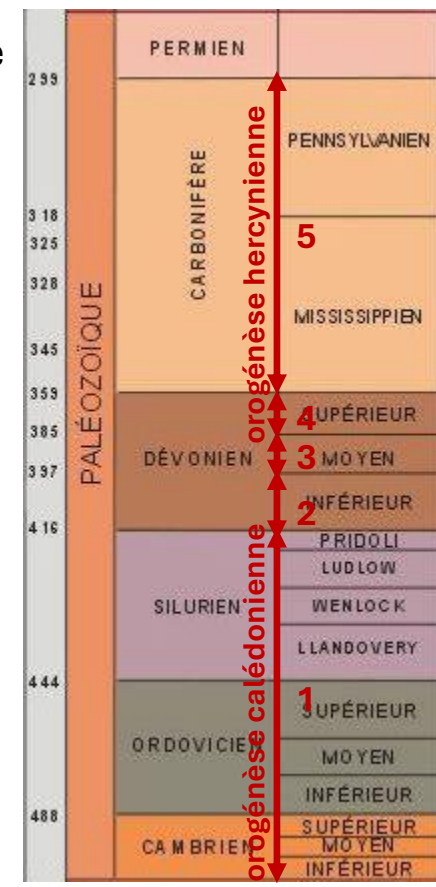 e
PERMIEN
299
PENNSYLVANIEN
CARBONIFÈRE
orogénèse hercynienne
318
5
325
328
MISSISSIPPIEN
PALÉOZOÏQUE
345
359
4
SUPÉRIEUR
385
DÈVONIEN
3
MOYEN
397
2
INFÉRIEUR
416
PRIDOLI
LUDLOW
SILURIEN
WENLOCK
orogénèse calédonienne
LLANDOVERY
444
1
SUPÉRIEUR
ORDOVICIEN
MOYEN
INFÉRIEUR
488
SUPÉRIEUR
CAMBRIEN
MOYEN
INFÉRIEUR